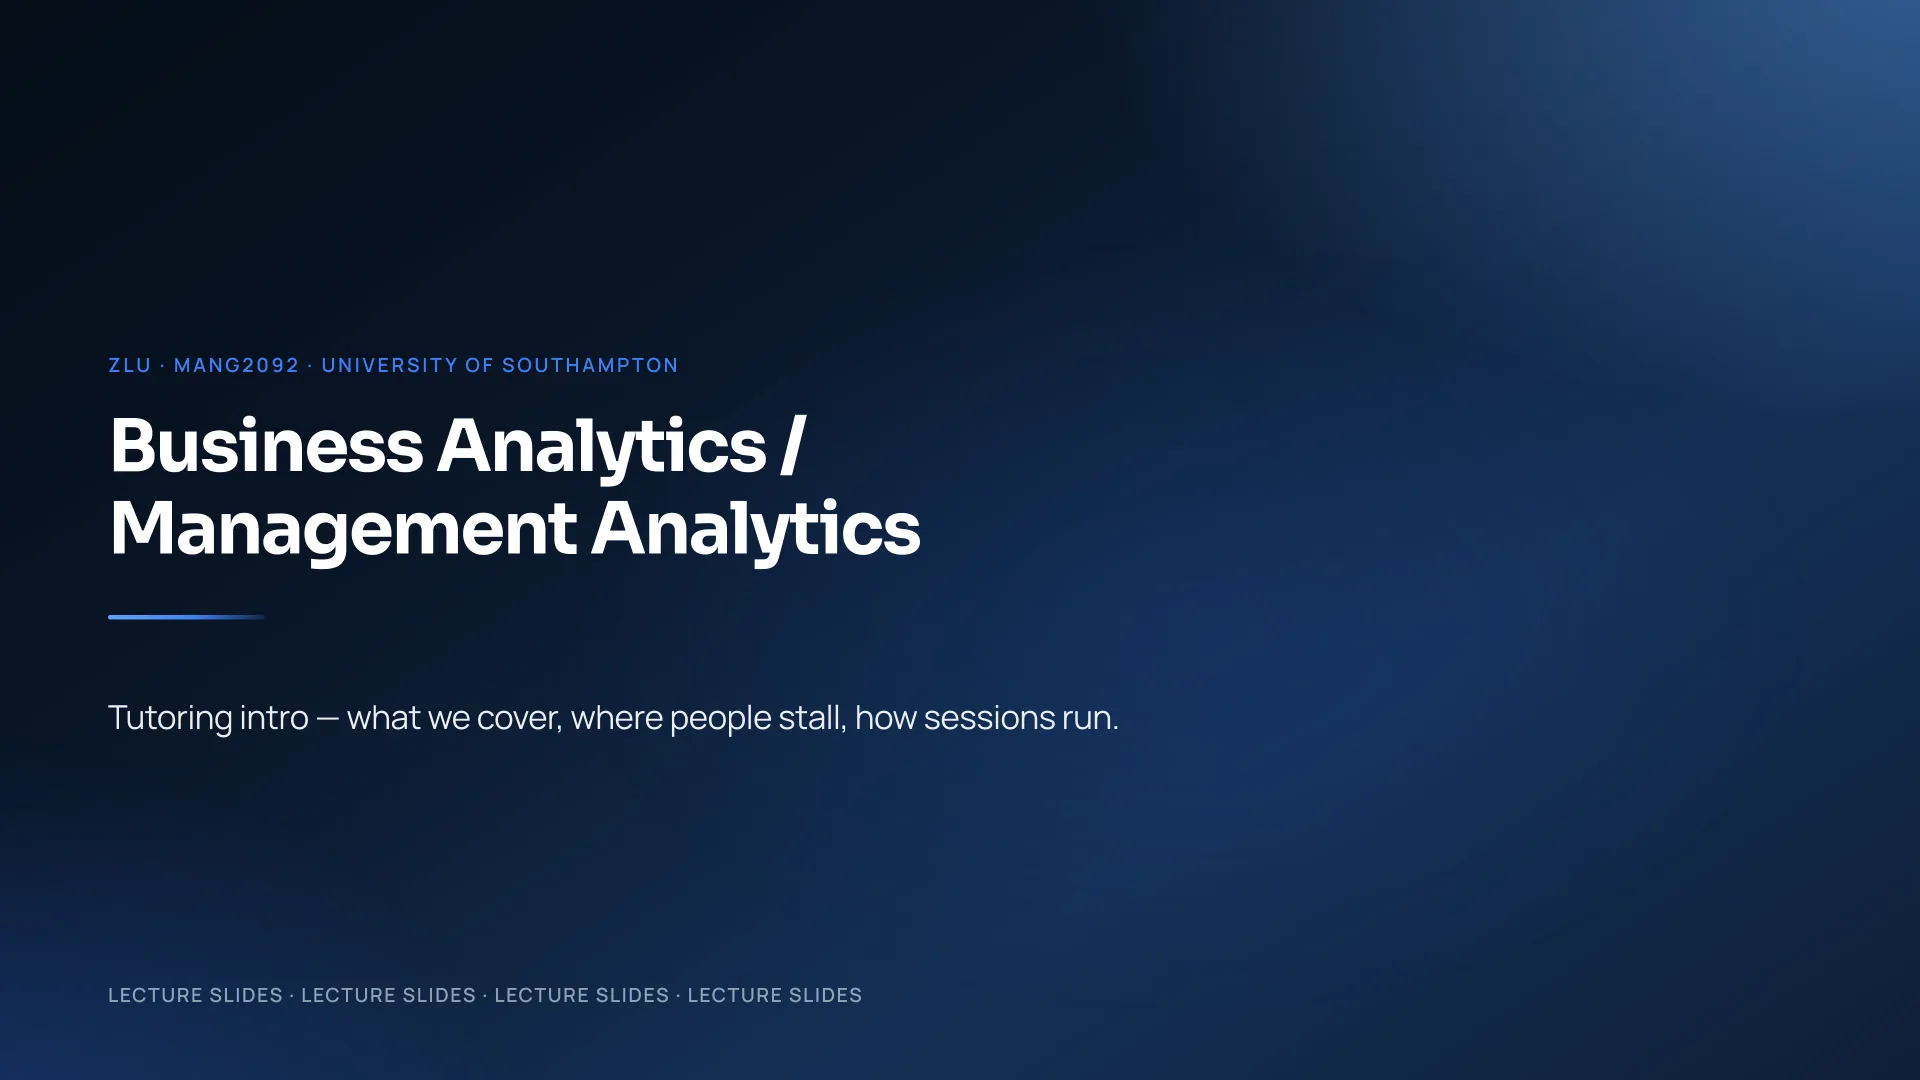 ZLU · MANG2092 · UNIVERSITY OF SOUTHAMPTON
Business Analytics /
Management Analytics
Tutoring intro — what we cover, where people stall, how sessions run.
LECTURE SLIDES · LECTURE SLIDES · LECTURE SLIDES · LECTURE SLIDES